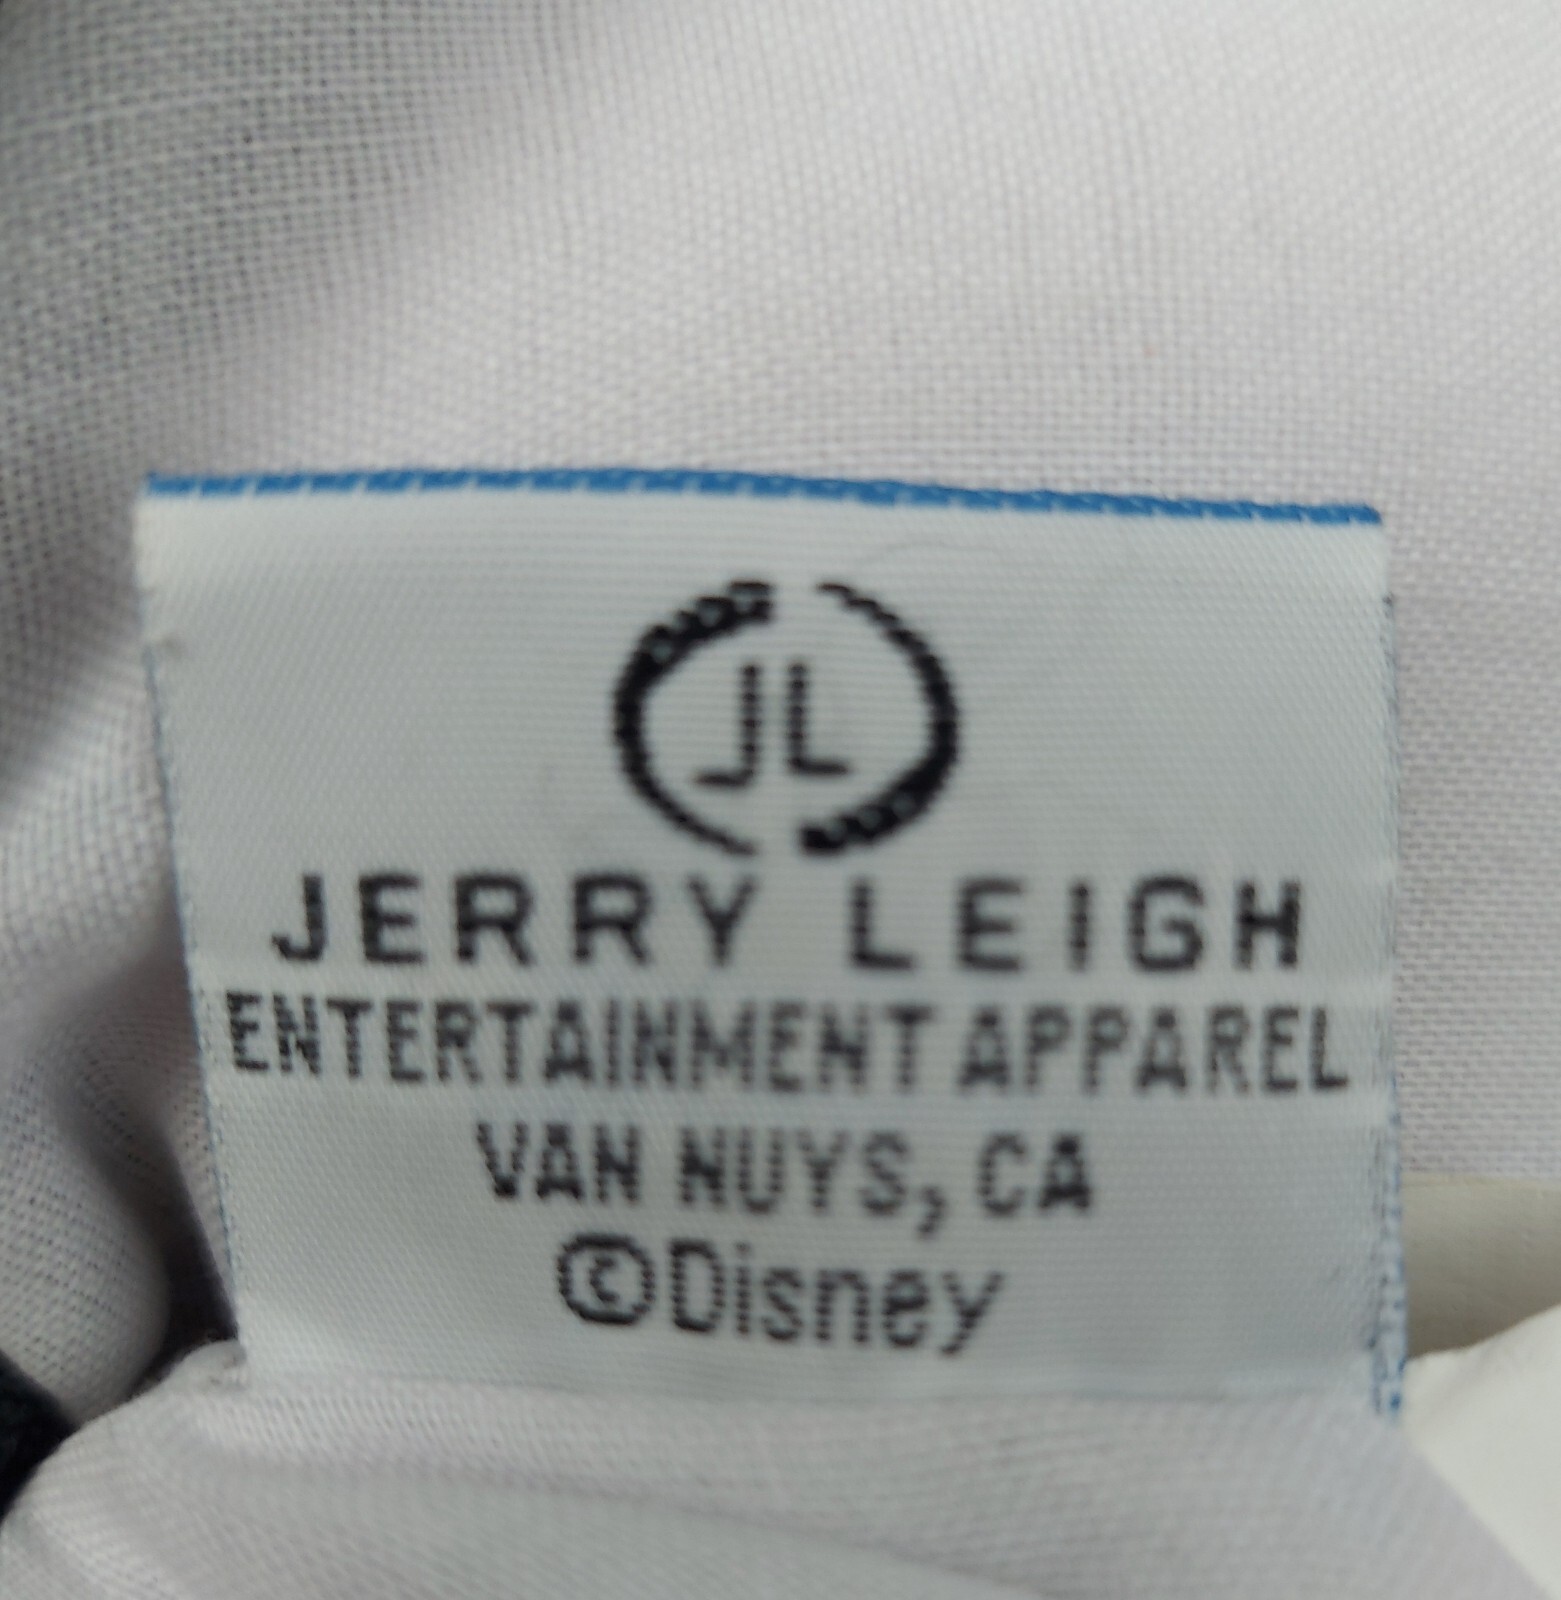 JL
JERRY LEIGH
ENTERTAINMENT APPAREL
VAN NUYS, CA
©Disney